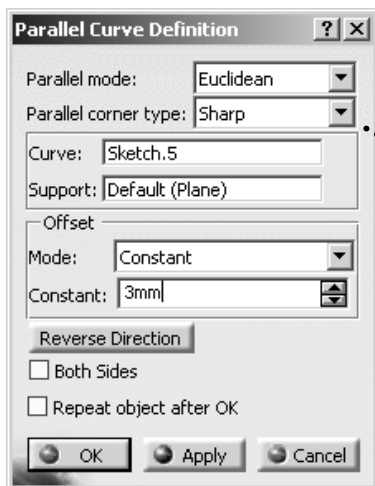 Parallel Curve Definition ? X
Parallel mode: Euclidean
Parallel corner type: Sharp
Curve: Sketch.5
Support: Default (Plane)
Offset
Mode: Constant
Constant: 3mm
Reverse Direction
Both Sides
Repeat object after OK
OK Apply Cancel